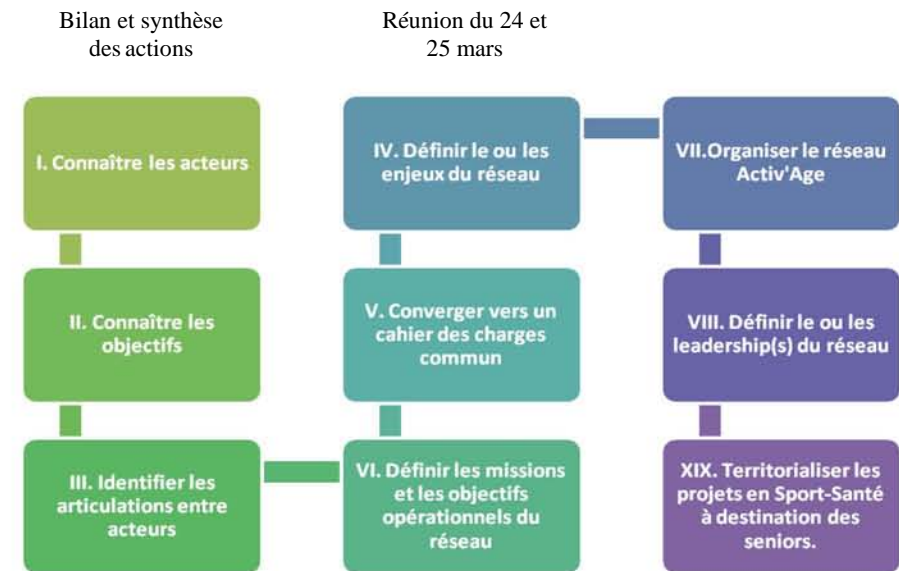 Bilan et synthèse
des actions
Réunion du 24 et
25 mars
I. Connaître les acteurs
II. Connaître les
objectifs
III. Identifier les
articulations entre
acteurs
IV. Définir le ou les
enjeux du réseau
V. Converger vers un
cahier des charges
commun
VI. Définir les missions
et les objectifs
opérationnels du
réseau
VII.Organiser le réseau
Activ'Age
VIII. Définir le ou les
leadership(s) du réseau
XIX. Territorialiser les
projets en Sport-Santé
à destination des
seniors.